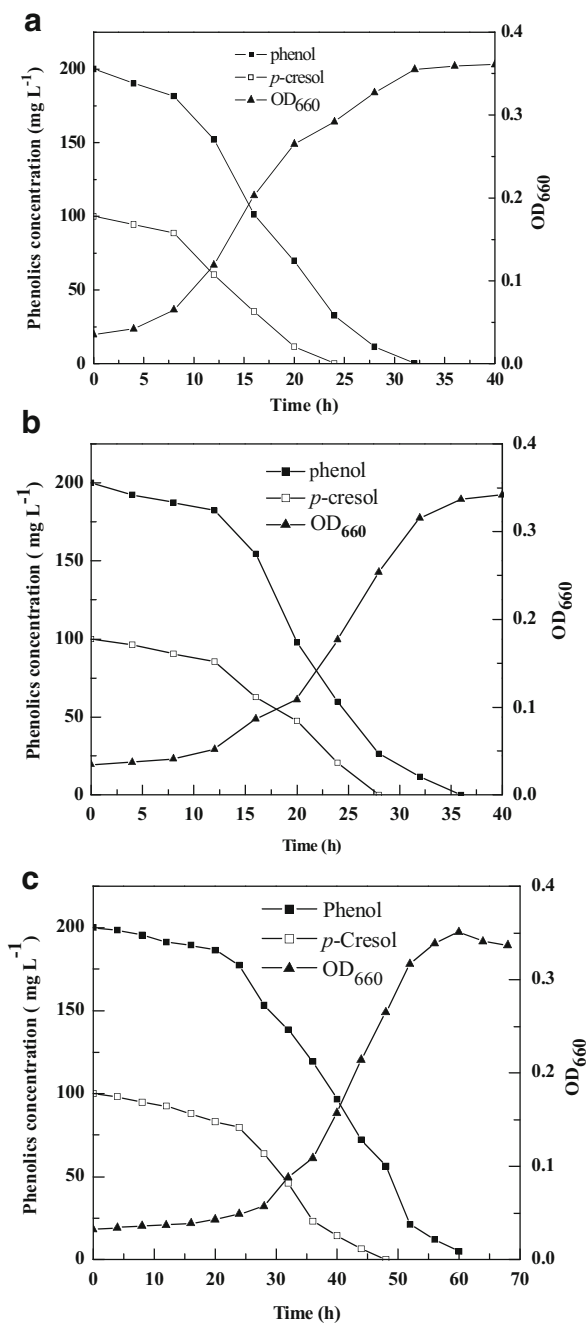 a
Phenolics concentration (mg L-1)
200
150
100
50
0
phenol
p-cresol
OD660
0.4
0.3
0.2
0.1
0.0
OD660
0 5 10 15 20 25 30 35 40
Time (h)
b
Phenolics concentration ( mg L-1)
200
150
100
50
0
phenol
p-cresol
OD660
0.4
0.3
0.2
0.1
0.0
OD660
0 5 10 15 20 25 30 35 40
Time (h)
c
Phenolics concentration ( mg L-1)
200
150
100
50
0
Phenol
p-Cresol
OD660
0.4
0.3
0.2
0.1
0.0
OD660
0 10 20 30 40 50 60 70
Time (h)